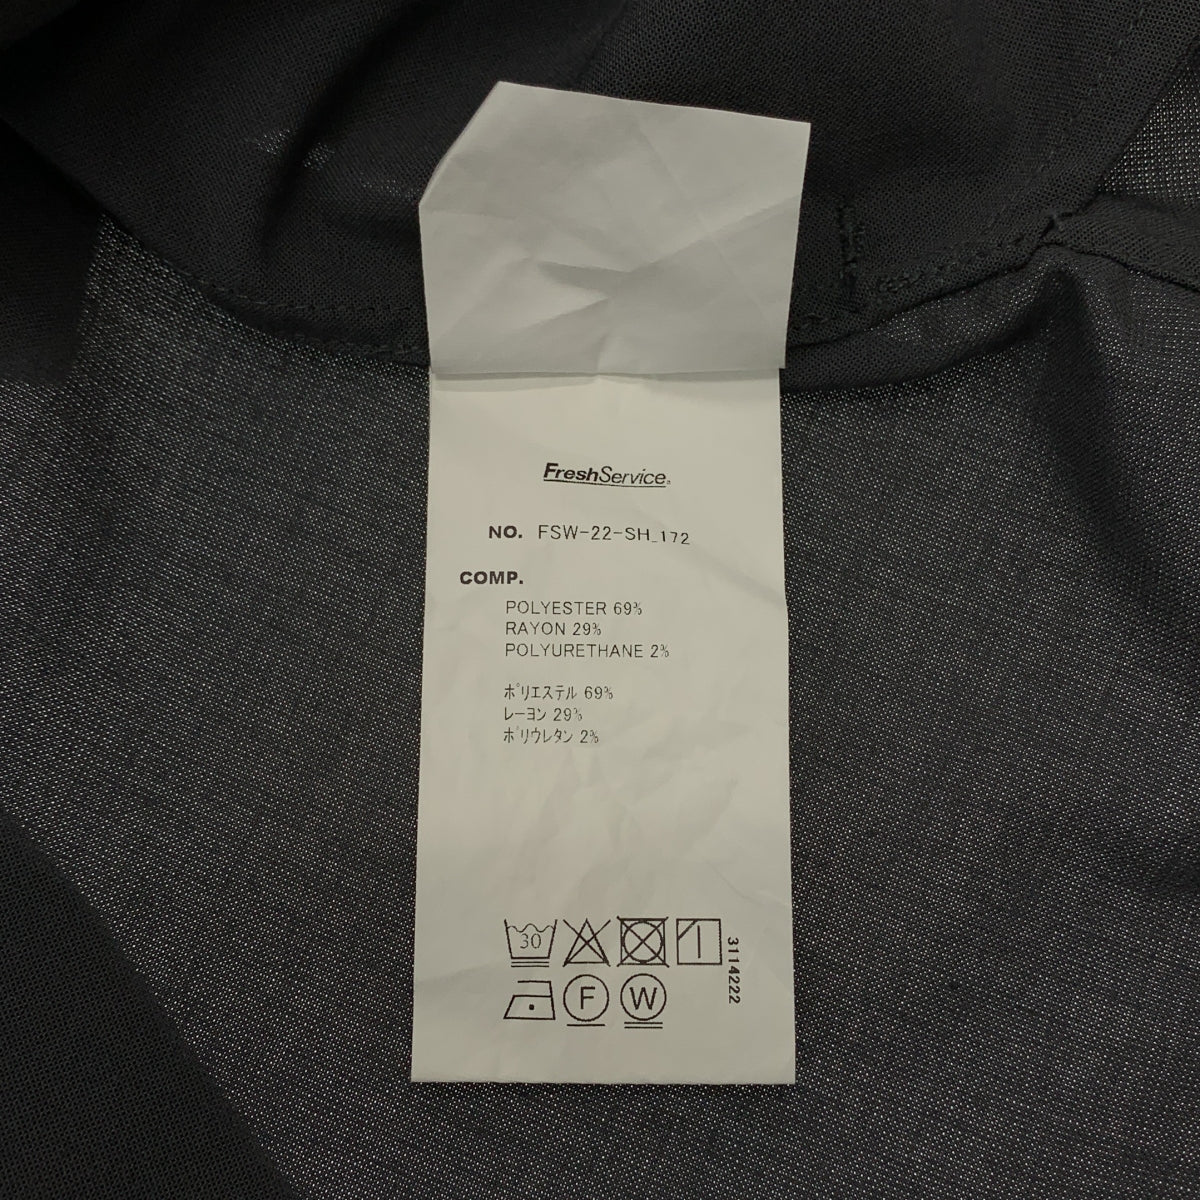 FreshService®
NO. FSW-22-SH_172
COMP.
POLYESTER 69%
RAYON 29%
POLYURETHANE 2%
ポリエステル 69%
レーヨン 29%
ポリウレタン 2%
30
3114222
F W